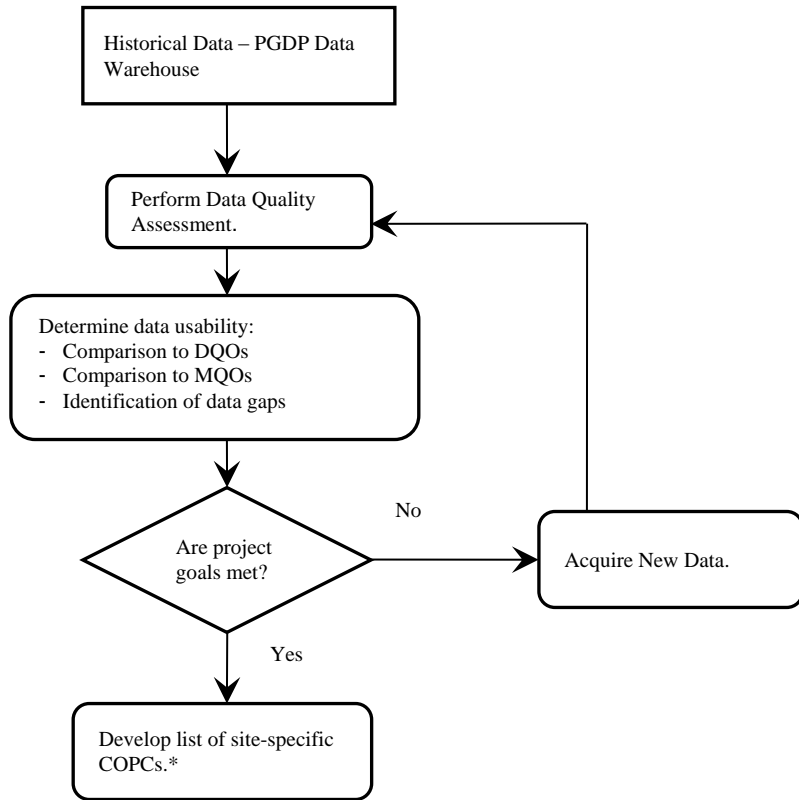 Historical Data – PGDP Data
Warehouse
Perform Data Quality
Assessment.
Determine data usability:
- Comparison to DQOs
- Comparison to MQOs
- Identification of data gaps
No
Are project
goals met?
Acquire New Data.
Yes
Develop list of site-specific
COPCs.*